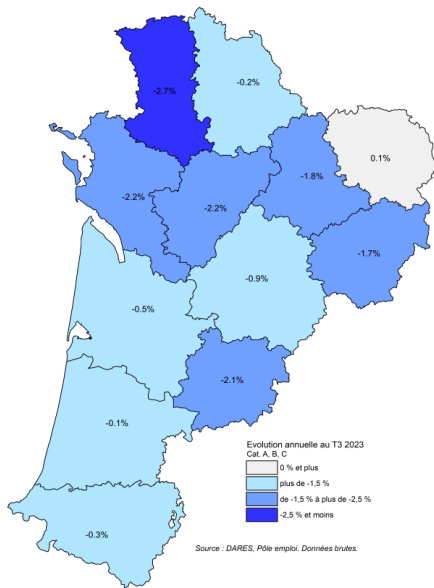 -2.7%
-0.2%
0.1%
-1.8%
-2.2%
-2.2%
-1.7%
-0.9%
-0.5%
-2.1%
-0.1%
-0.3%
Evolution annuelle au T3 2023
Cat. A, B, C
0 % et plus
plus de -1,5 %
de -1,5 % à plus de -2,5 %
-2,5 % et moins
Source : DARES, Pôle emploi. Données brutes.